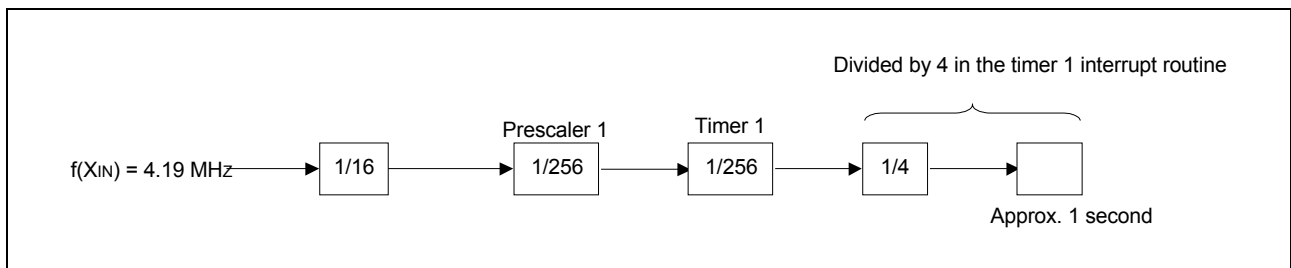 Divided by 4 in the timer 1 interrupt routine
Prescaler 1
Timer 1
f(XIN) = 4.19 MHz
1/16
1/256
1/256
1/4
Approx. 1 second